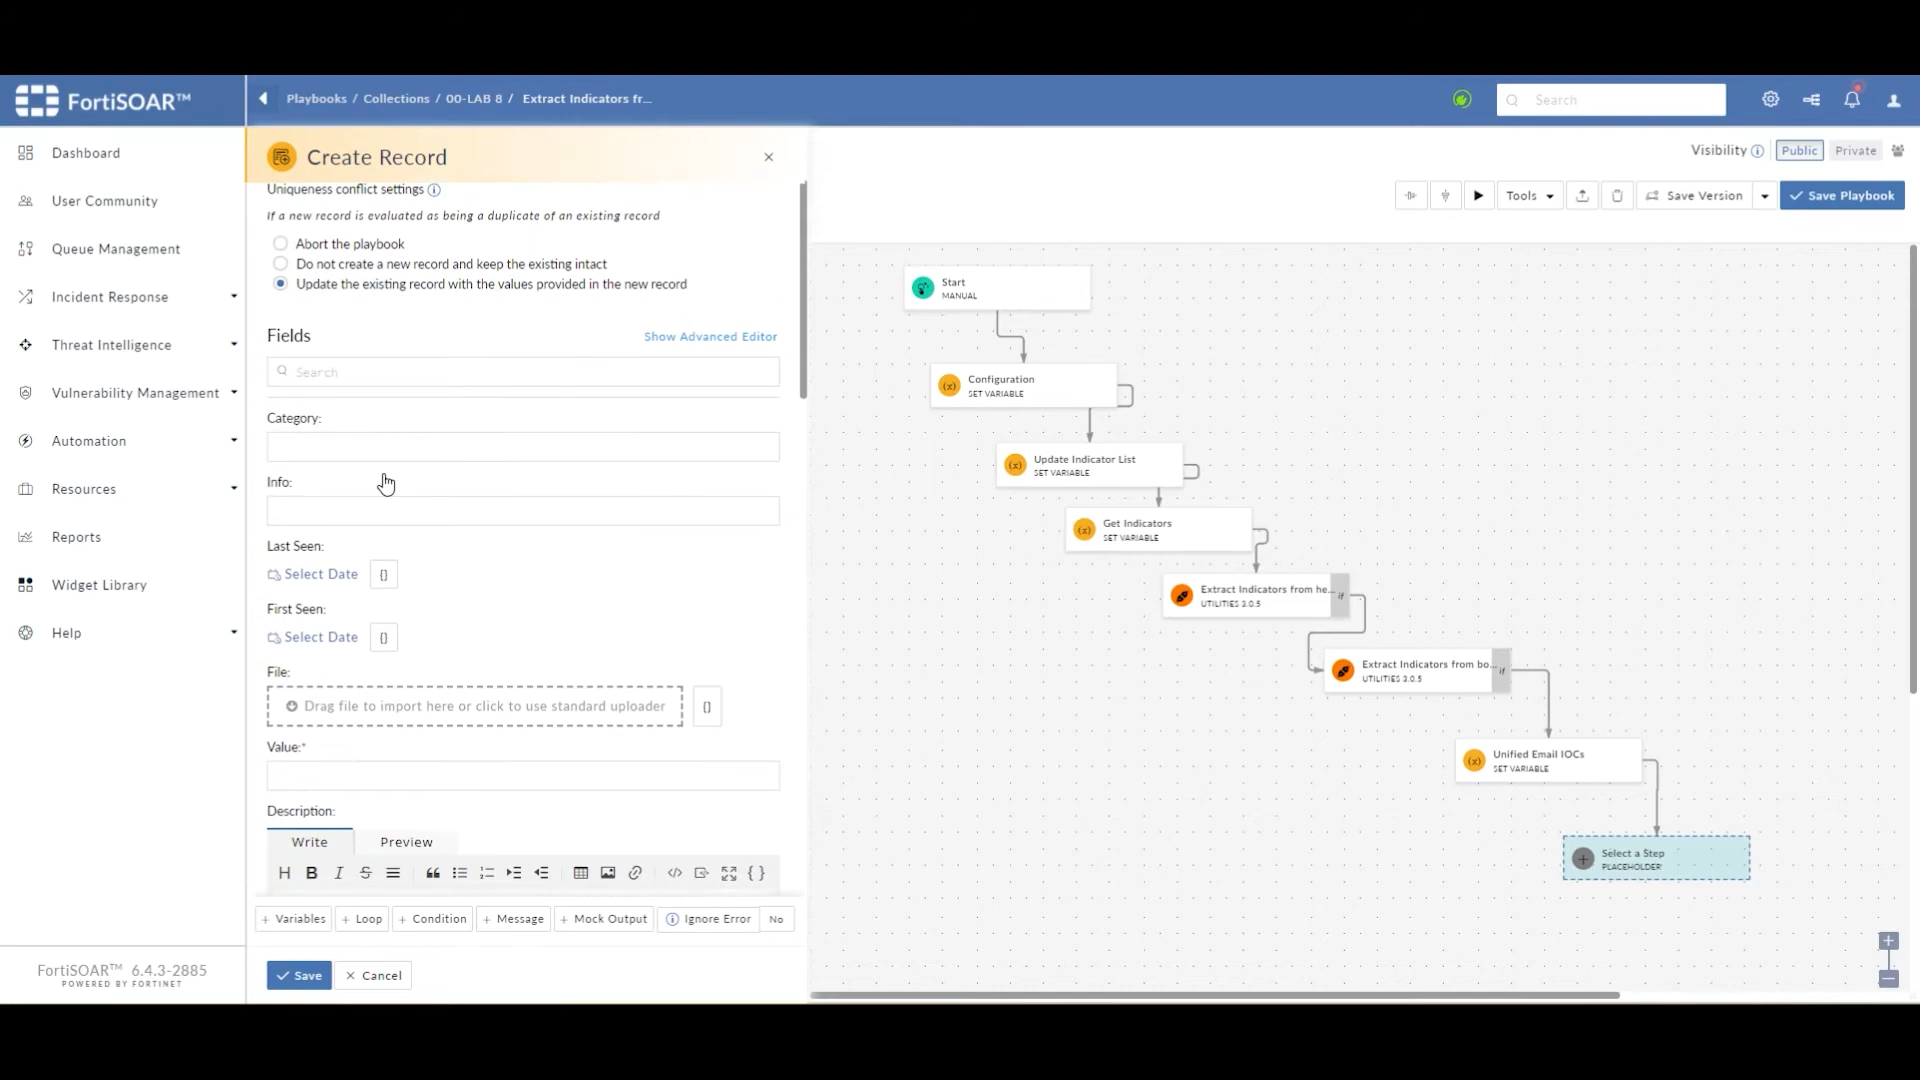 FortiSOAR™
Playbooks / Collections / 00-LAB 8 / Extract Indicators fr...
Search
Dashboard
User Community
Queue Management
Incident Response
Threat Intelligence
Vulnerability Management
Automation
Resources
Reports
Widget Library
Help
FortiSOAR™ 6.4.3-2885
POWERED BY FORTINET
Create Record
Uniqueness conflict settings
If a new record is evaluated as being a duplicate of an existing record
Abort the playbook
Do not create a new record and keep the existing intact
Update the existing record with the values provided in the new record
Fields
Show Advanced Editor
Search
Category:
Info:
Last Seen:
Select Date {}
First Seen:
Select Date {}
File:
Drag file to import here or click to use standard uploader {}
Value:*
Description:
Write Preview
H B I S
+ Variables + Loop + Condition + Message + Mock Output Ignore Error No
Save × Cancel
Visibility Public Private
Tools Save Version Save Playbook
Start
MANUAL
Configuration
SET VARIABLE
Update Indicator List
SET VARIABLE
Get Indicators
SET VARIABLE
Extract Indicators from he... if
UTILITIES 3.0.5
Extract Indicators from bo... if
UTILITIES 3.0.5
Unified Email IOCs
SET VARIABLE
Select a Step
PLACEHOLDER